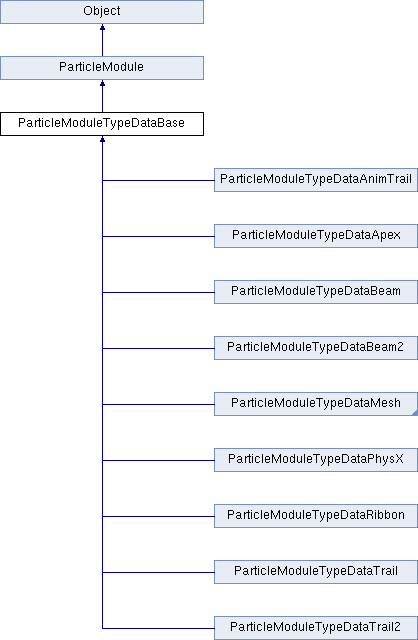 Object
ParticleModule
ParticleModuleTypeDataBase
ParticleModuleTypeDataAnimTrail
ParticleModuleTypeDataApex
ParticleModuleTypeDataBeam
ParticleModuleTypeDataBeam2
ParticleModuleTypeDataMesh
ParticleModuleTypeDataPhysX
ParticleModuleTypeDataRibbon
ParticleModuleTypeDataTrail
ParticleModuleTypeDataTrail2